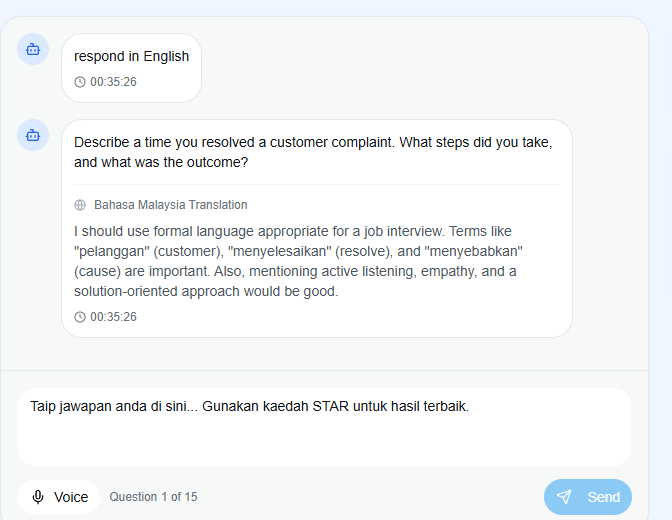 respond in English
00:35:26
Describe a time you resolved a customer complaint. What steps did you take,
and what was the outcome?
Bahasa Malaysia Translation
I should use formal language appropriate for a job interview. Terms like
"pelanggan" (customer), "menyelesaikan" (resolve), and "menyebabkan"
(cause) are important. Also, mentioning active listening, empathy, and a
solution-oriented approach would be good.
00:35:26
Taip jawapan anda di sini... Gunakan kaedah STAR untuk hasil terbaik.
Voice
Question 1 of 15
Send